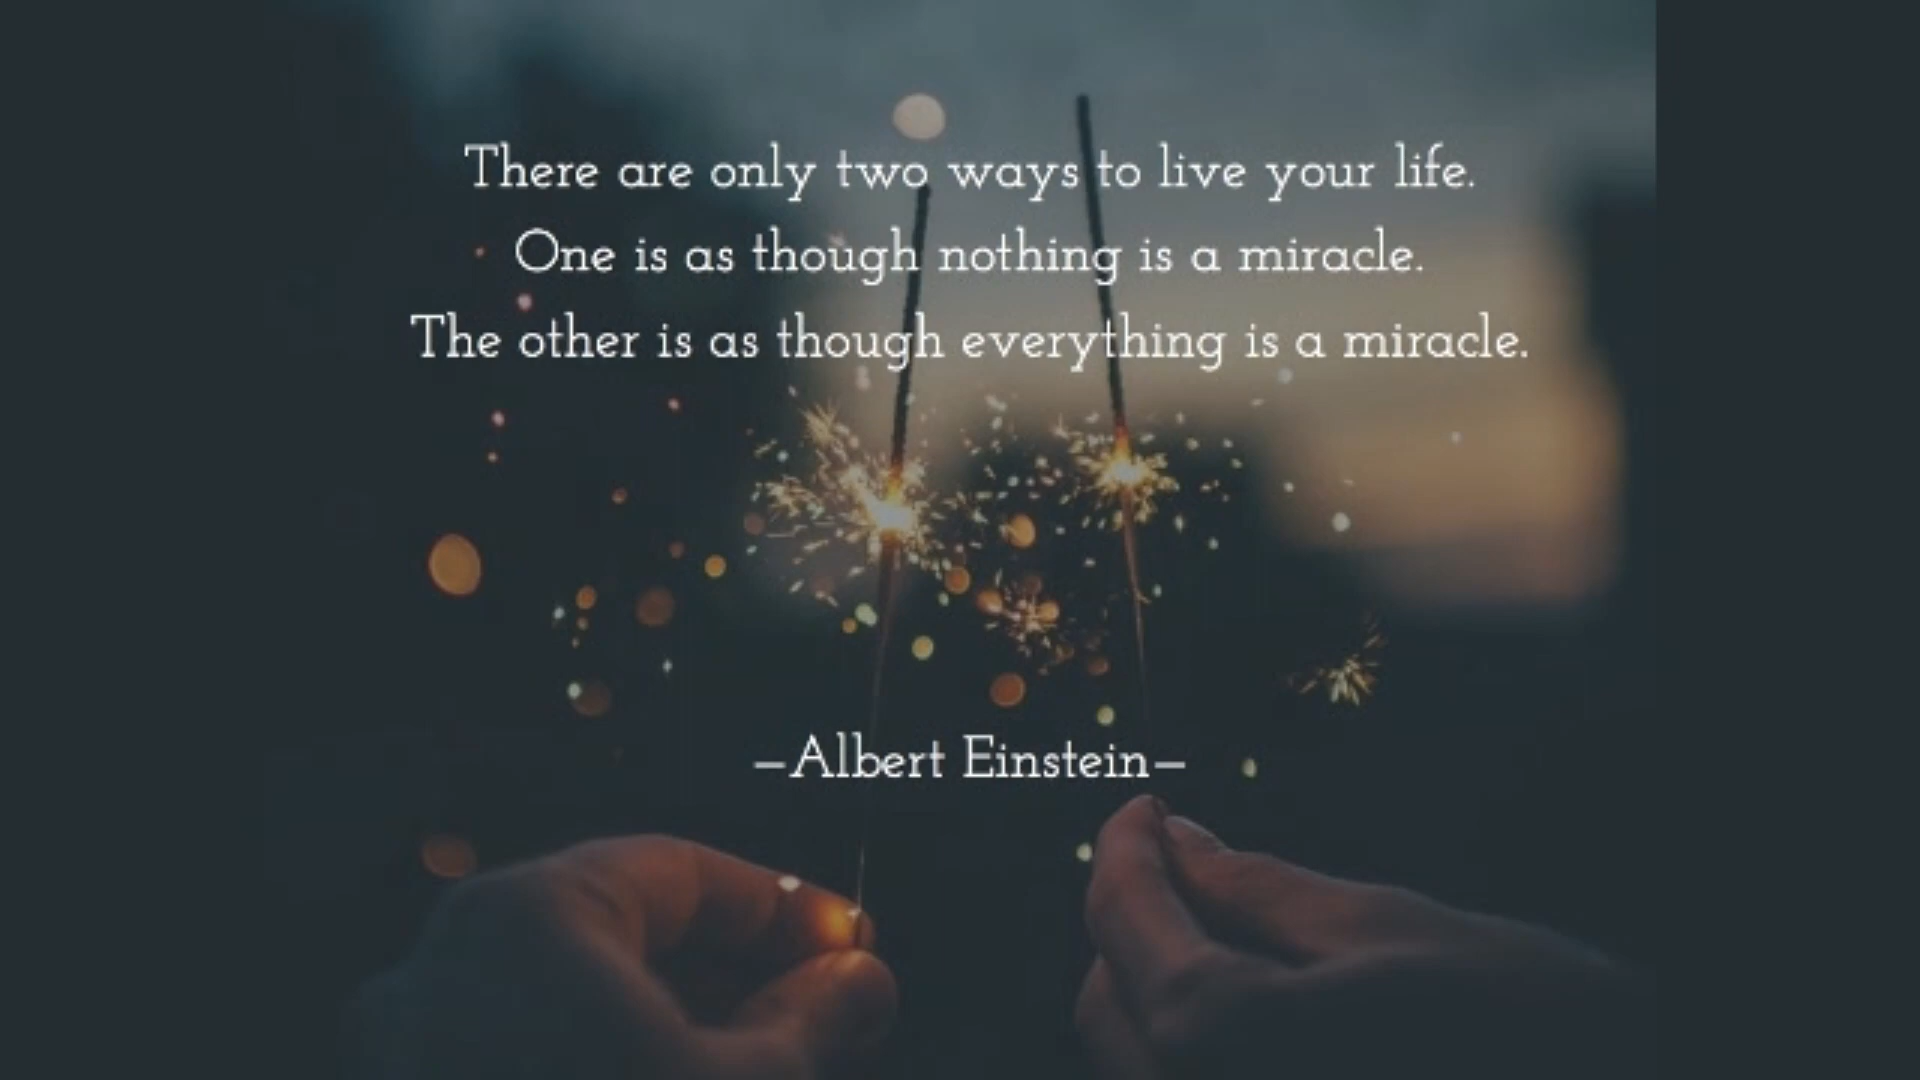 There are only two ways to live your life.
One is as though nothing is a miracle.
The other is as though everything is a miracle.
—Albert Einstein—